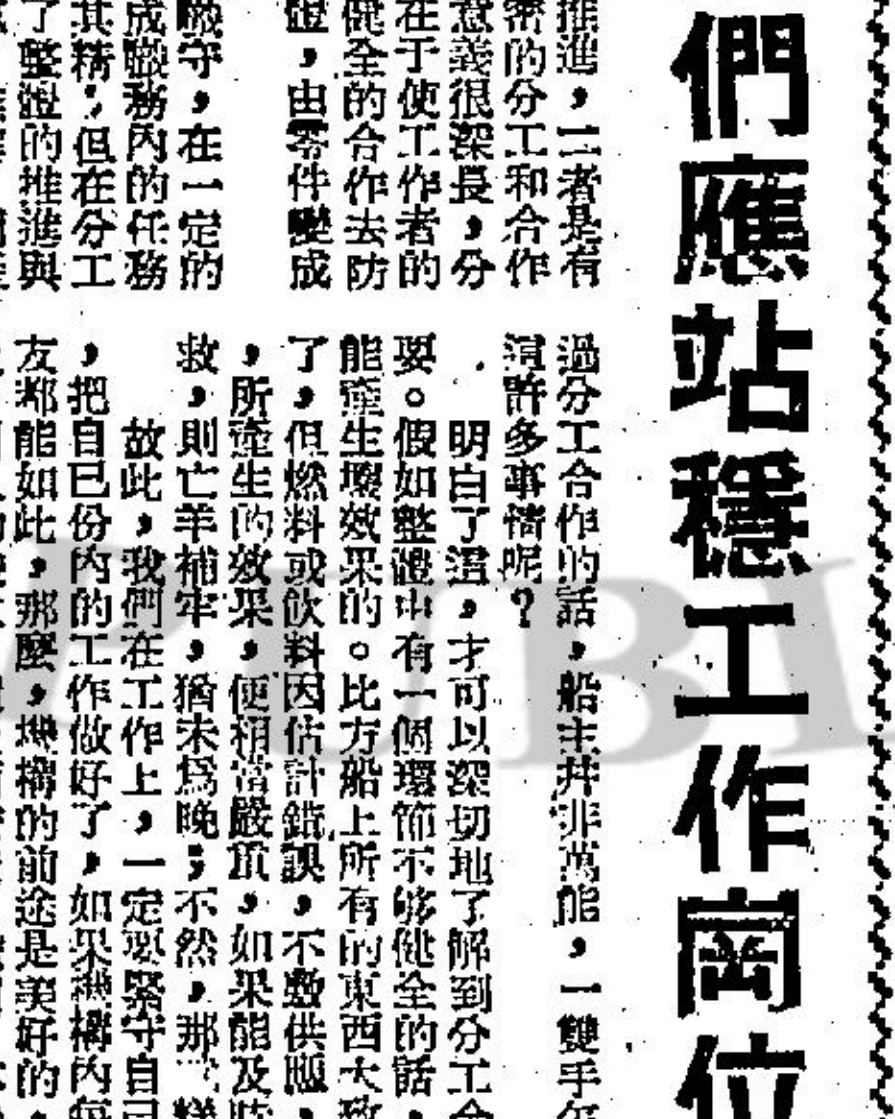 們應站穩工作崗位
推進,二者是有
密的分工和合作
意義很深長,分
在于使工作者的
健全的合作去防
體,由零件變成
職守,在一定的
成職務內的任務
其精;但在分工
了整體的推進與
過分工合作的話,船主并非萬能,一雙手
許多事情呢?
明白了這,才可以深切地了解到分工
要。假如整體中有一個環節不够健全的話,
能產生壞效果的。比方船上所有的東西大致
了,但燃料或飲料因估計錯誤,不敷供應,
,所產生的效果,便相當嚴重,如果能及時
救,則亡羊補牢,猶未爲晚;不然,那
故此,我們在工作上,一定要緊守自己
,把自己份內的工作做好了,如果機構內每
友都能如此,那麼,機構的前途是美好的,
PUBL